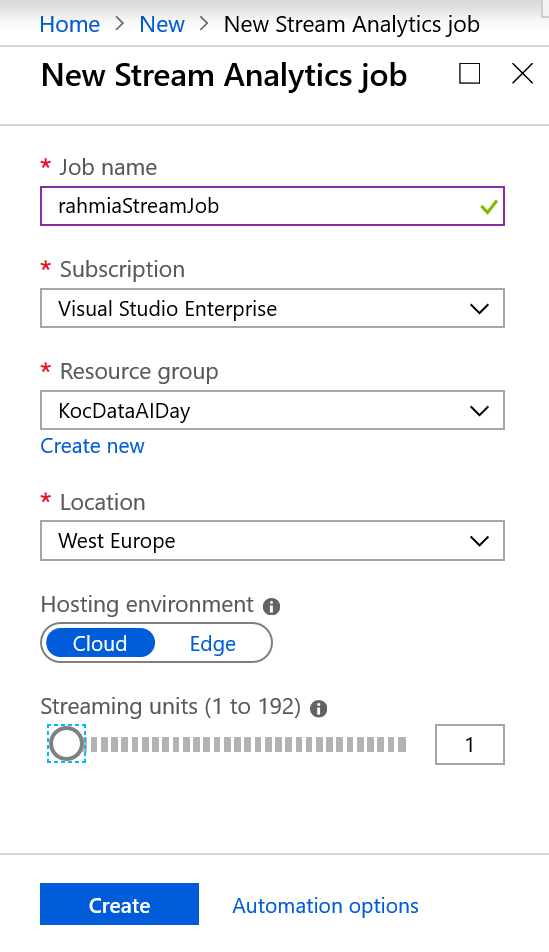 Home > New > New Stream Analytics job
New Stream Analytics job
* Job name
rahmiaStreamJob
* Subscription
Visual Studio Enterprise
* Resource group
KocDataAIDay
Create new
* Location
West Europe
Hosting environment
Cloud Edge
Streaming units (1 to 192)
1
Create Automation options